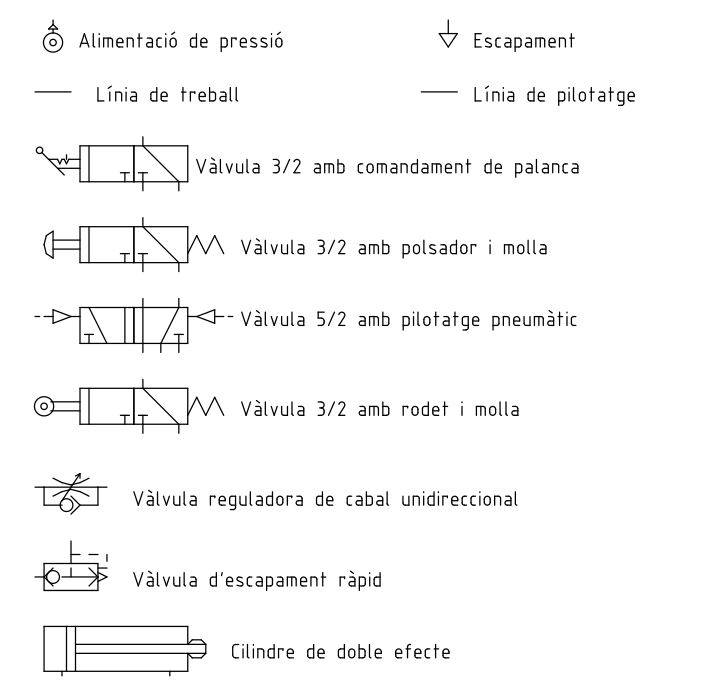 Alimentació de pressió
Escapament
Línia de treball
Línia de pilotatge
Vàlvula 3/2 amb comandament de palanca
Vàlvula 3/2 amb polsador i molla
Vàlvula 5/2 amb pilotatge pneumàtic
Vàlvula 3/2 amb rodet i molla
Vàlvula reguladora de cabal unidireccional
Vàlvula d'escapament ràpid
Cilindre de doble efecte